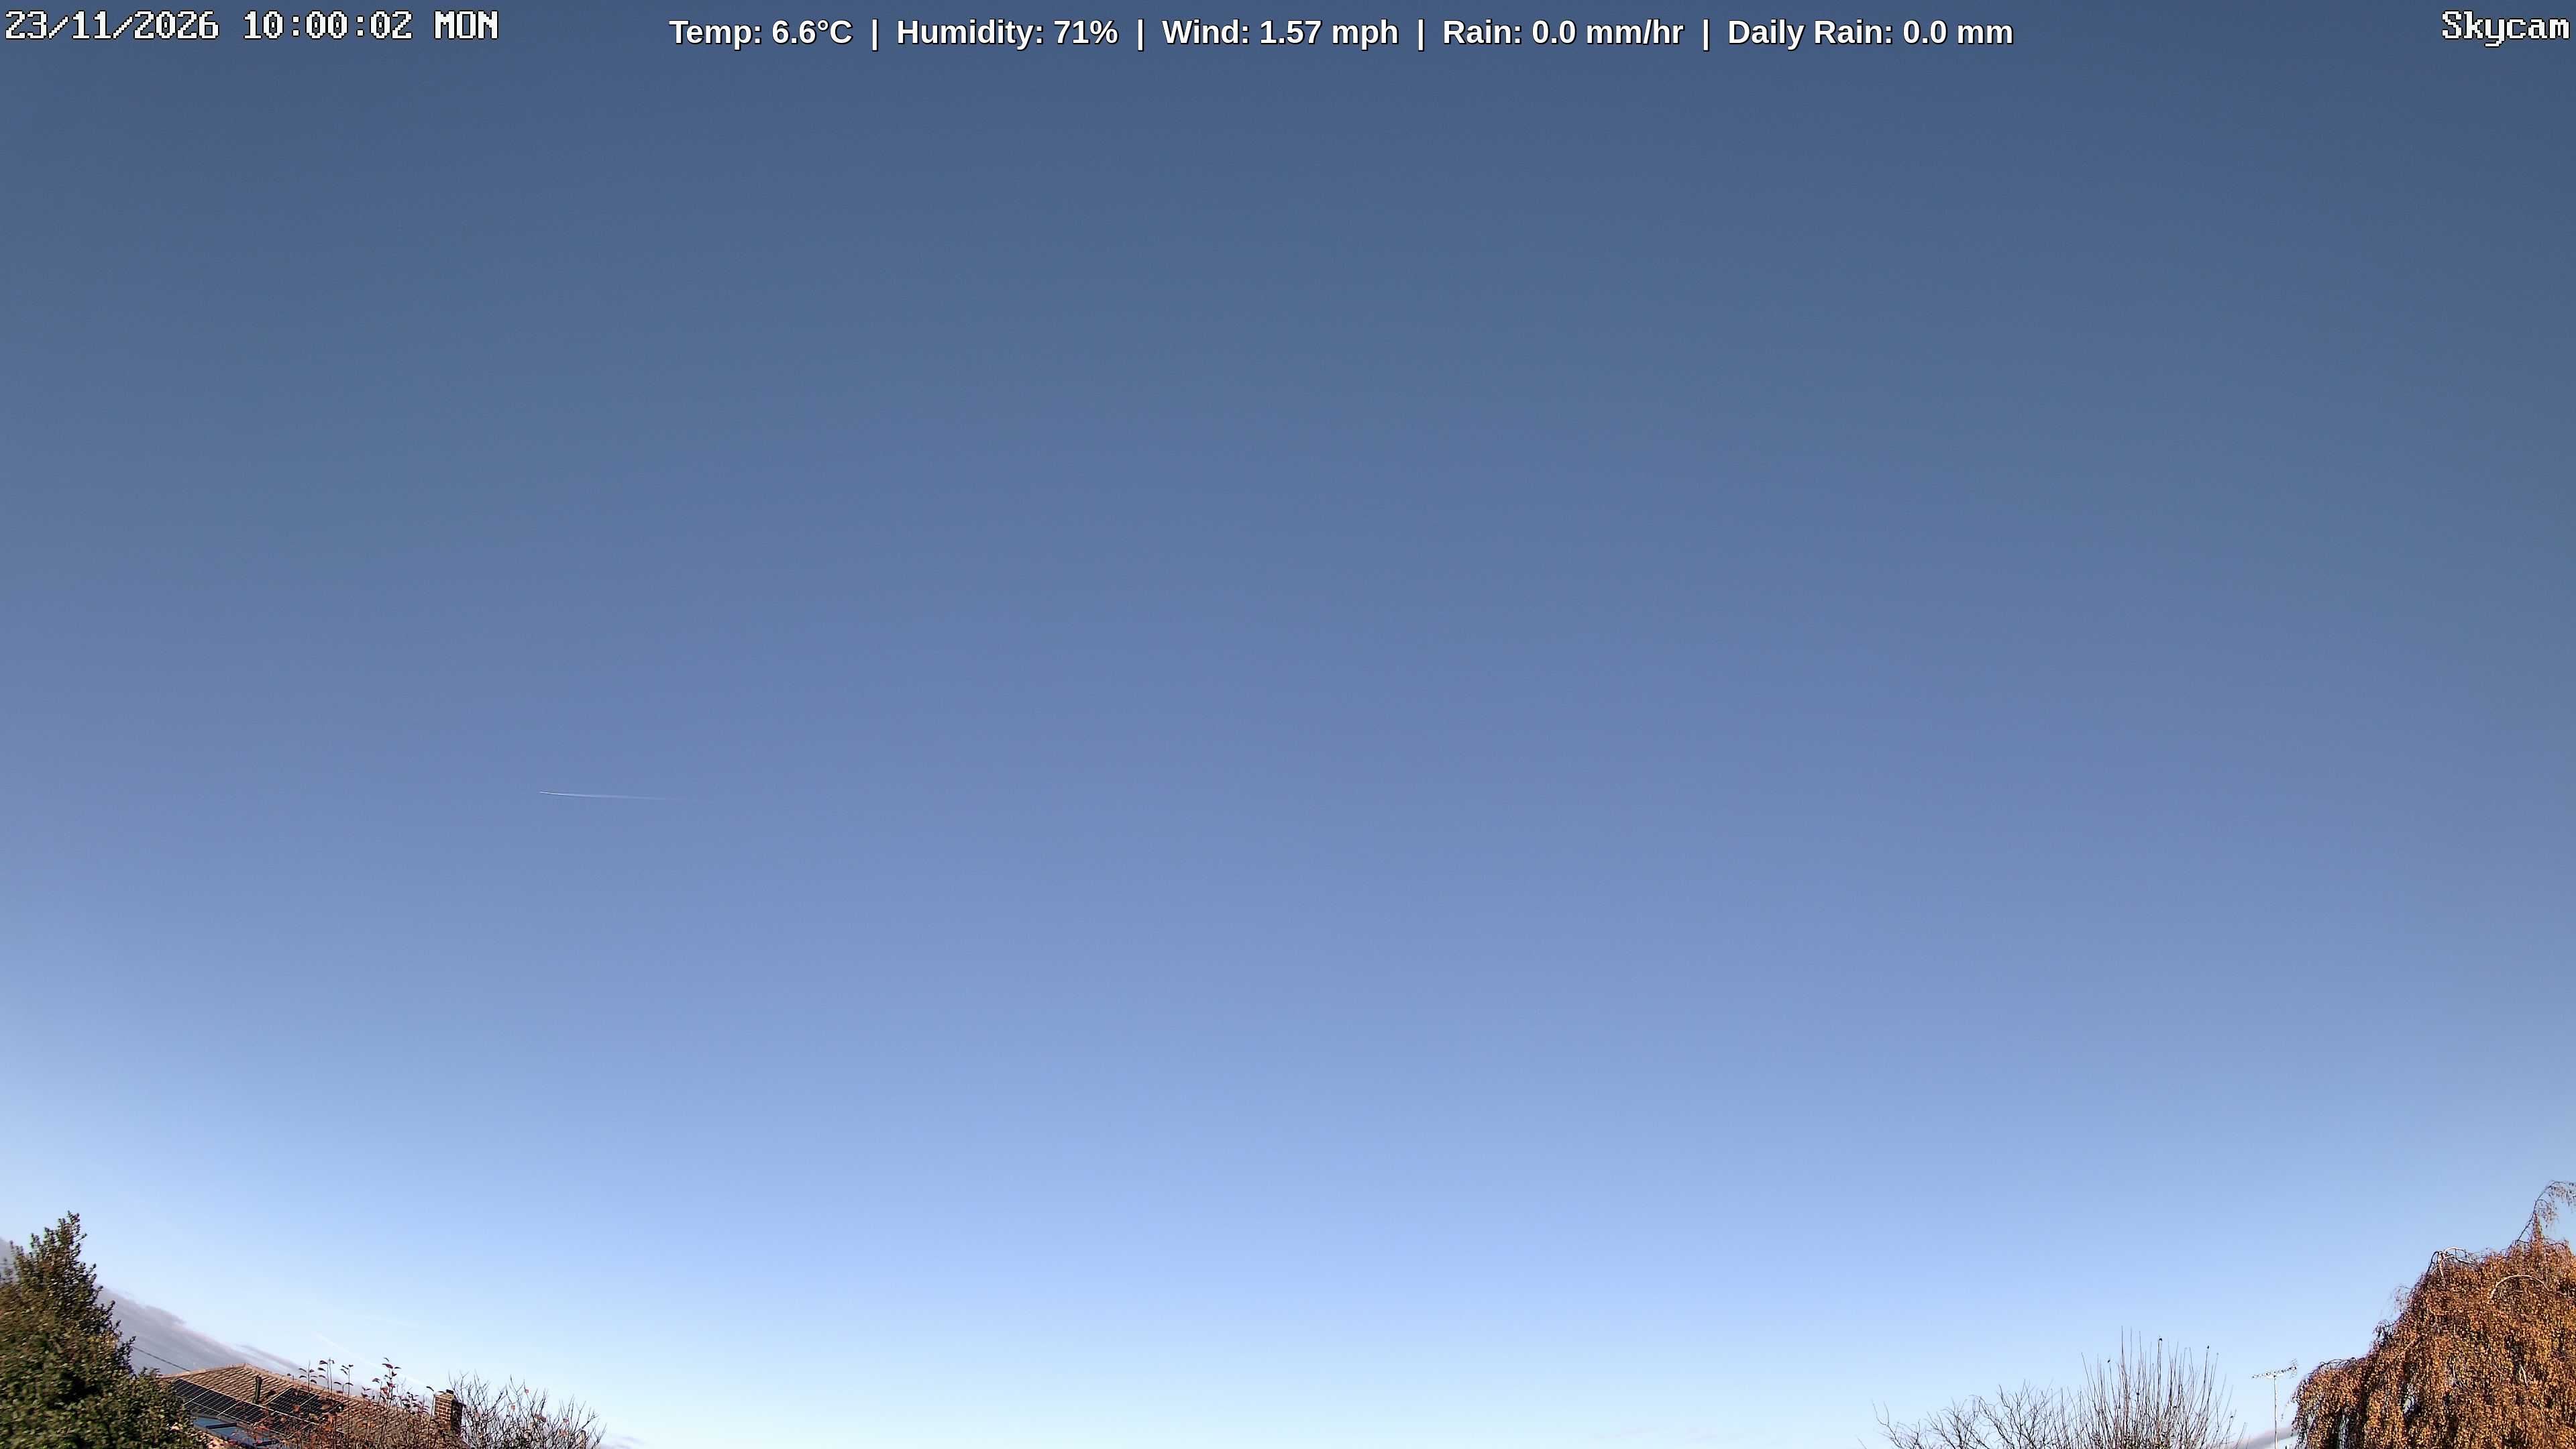 23/11/2026 10:00:02 MON
Temp: 6.6°C | Humidity: 71% | Wind: 1.57 mph | Rain: 0.0 mm/hr | Daily Rain: 0.0 mm
Skycam